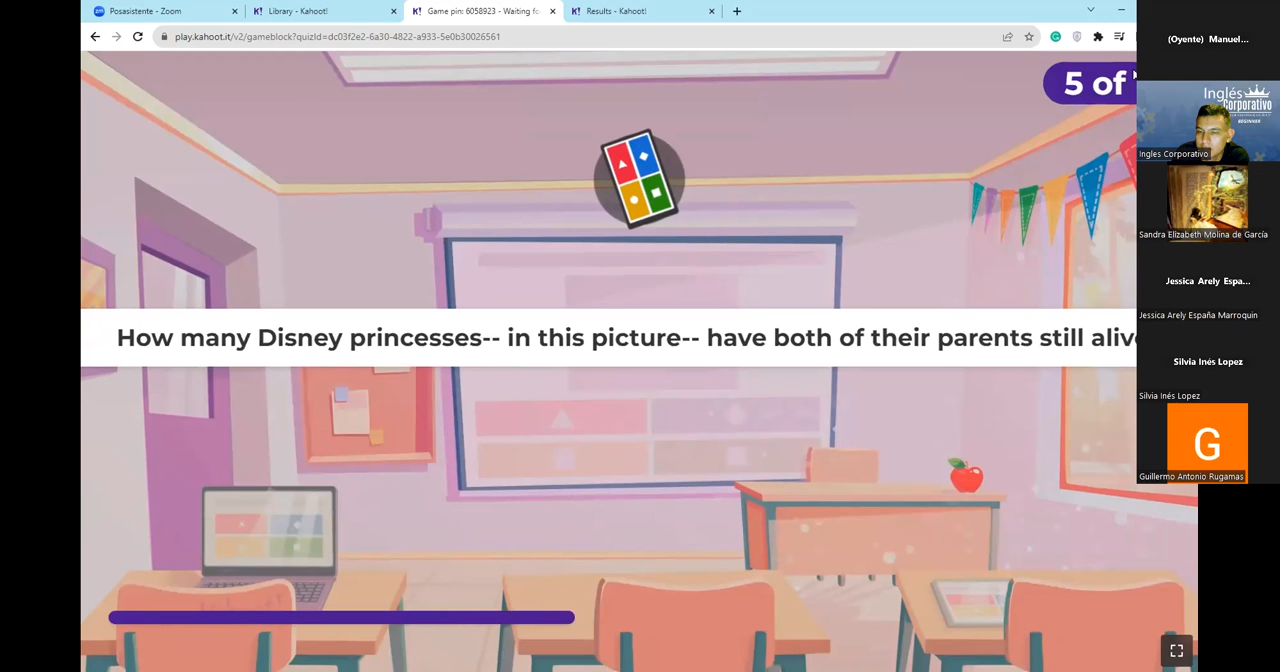 Posasistente - Zoom
Library - Kahoot!
Game pin: 6058923 - Waiting fo
Results - Kahoot!
play.kahoot.it/v2/gameblock?quizId=dc03f2e2-6a30-4822-a933-5e0b30026561
5 of
How many Disney princesses-- in this picture-- have both of their parents still aliv
(Oyente) Manuel...
Inglés
Corporativo
BEGINNER
Ingles Corporativo
Sandra Elizabeth Molina de García
Jessica Arely Espa...
Jessica Arely España Marroquin
Silvia Inés Lopez
Silvia Inés Lopez
G
Guillermo Antonio Rugamas